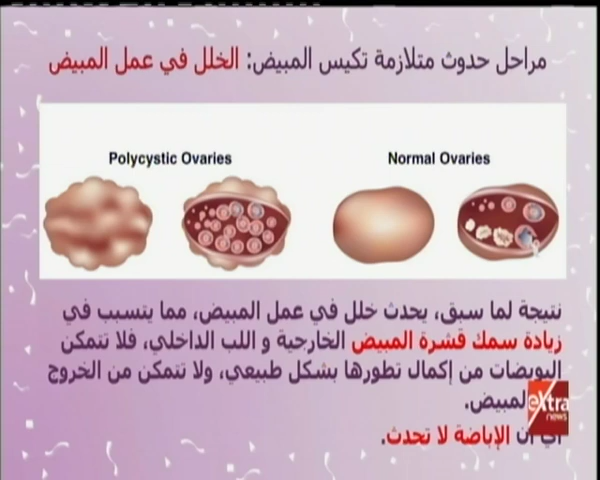 مراحل حدوث متلازمة تكيس المبيض: الخلل في عمل المبيض
Polycystic Ovaries
Normal Ovaries
نتيجة لما سبق، يحدث خلل في عمل المبيض، مما يتسبب في
زيادة سمك قشرة المبيض الخارجية و اللب الداخلي، فلا تتمكن
البويضات من إكمال تطورها بشكل طبيعي، ولا تتمكن من الخروج
لمبيض.
أن الإباضة لا تحدث.
eXtra
news